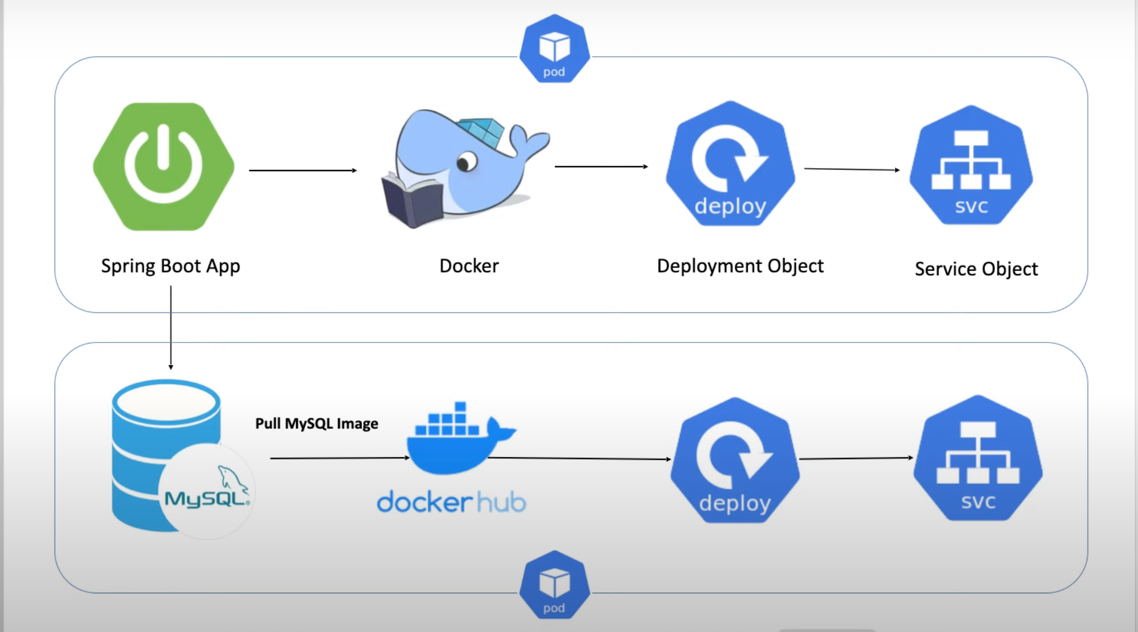 pod
deploy
svc
Spring Boot App
Docker
Deployment Object
Service Object
Pull MySQL Image
MySQL®
dockerhub
deploy
svc
pod